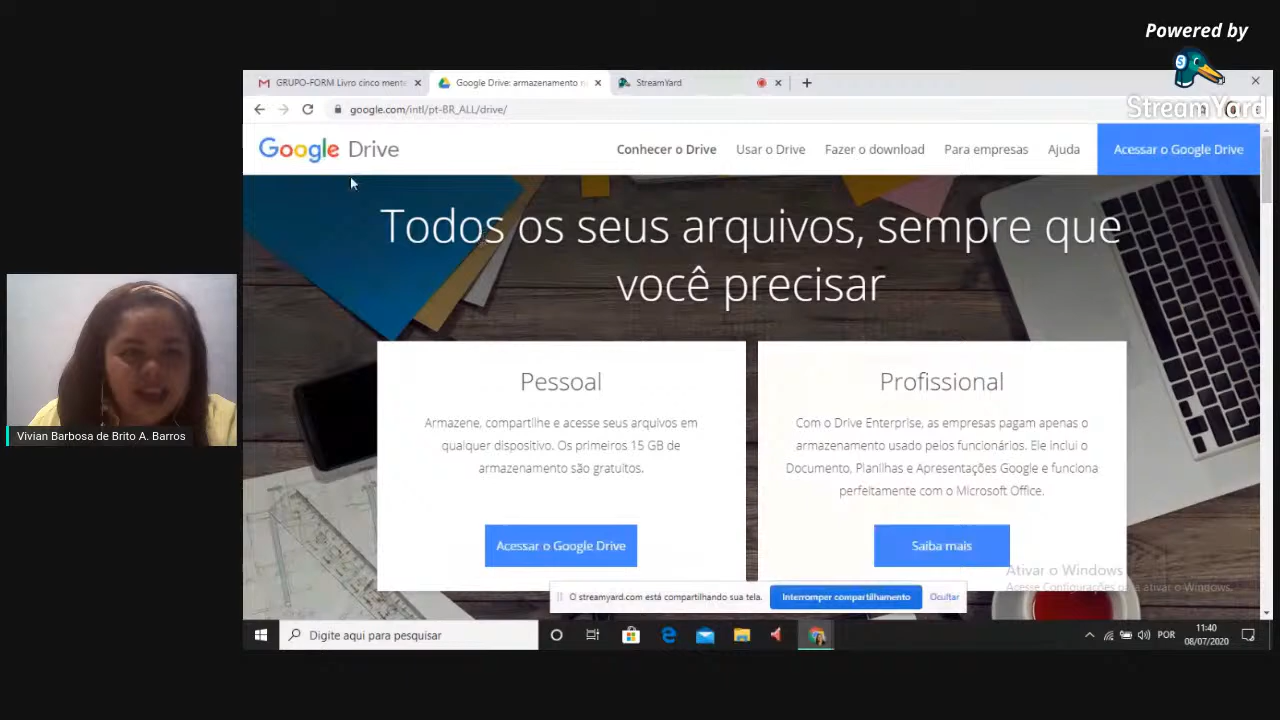 Powered by
StreamYard
GRUPO-FORM Livro cinco mente
Google Drive: armazenamento n
StreamYard
google.com/intl/pt-BR_ALL/drive/
Google Drive
Conhecer o Drive
Usar o Drive
Fazer o download
Para empresas
Ajuda
Acessar o Google Drive
Todos os seus arquivos, sempre que
você precisar
Pessoal
Armazene, compartilhe e acesse seus arquivos em
qualquer dispositivo. Os primeiros 15 GB de
armazenamento são gratuitos.
Acessar o Google Drive
Profissional
Com o Drive Enterprise, as empresas pagam apenas o
armazenamento usado pelos funcionários. Ele inclui o
Documento, Planilhas e Apresentações Google e funciona
perfeitamente com o Microsoft Office.
Saiba mais
Vivian Barbosa de Brito A. Barros
Ativar o Windows
Acesse Configurações para ativar o Windows.
O streamyard.com está compartilhando sua tela.
Interromper compartilhamento
Ocultar
Digite aqui para pesquisar
POR
11:40
08/07/2020